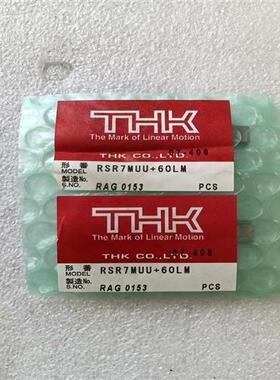 THK
The Mark of Linear Motion
THK CO.,LTD.
形番
MODEL RSR7MUU+60LM
製造No.
S.NO. RAG 0153 PCS
THK
The Mark of Linear Motion
THK CO.,LTD.
形番
MODEL RSR7MUU+60LM
製造No.
S.NO. RAG 0153 PCS